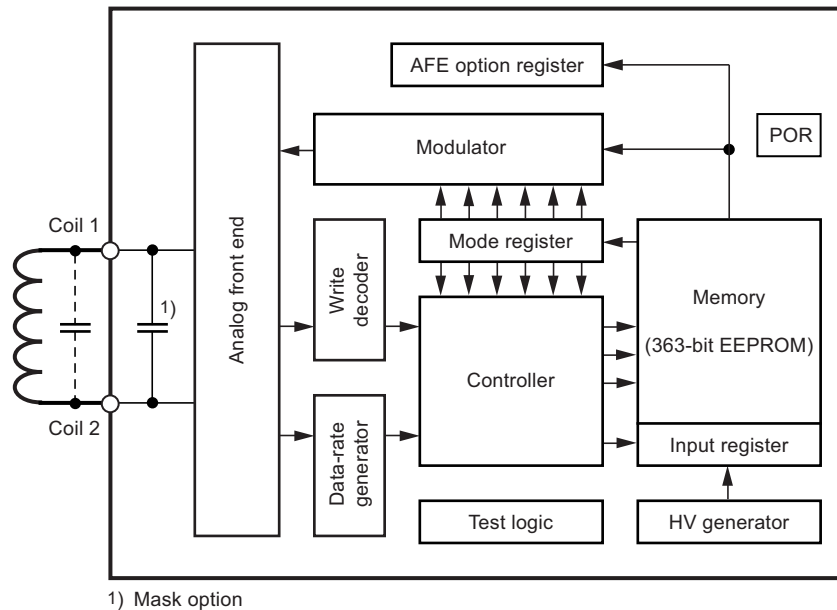 AFE option register
POR
Modulator
Coil 1
Mode register
Analog front end
Write
decoder
Memory
(363-bit EEPROM)
1)
Controller
Coil 2
Data-rate
generator
Input register
Test logic
HV generator
1) Mask option